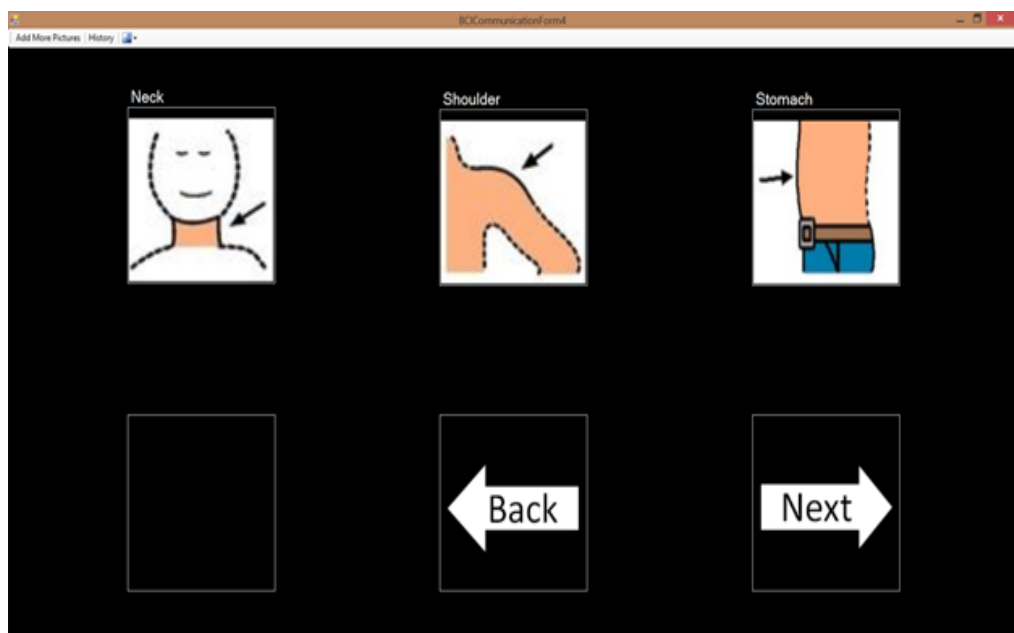 BCICommunicationForm4
Add More Pictures History
Neck Shoulder Stomach
Back Next